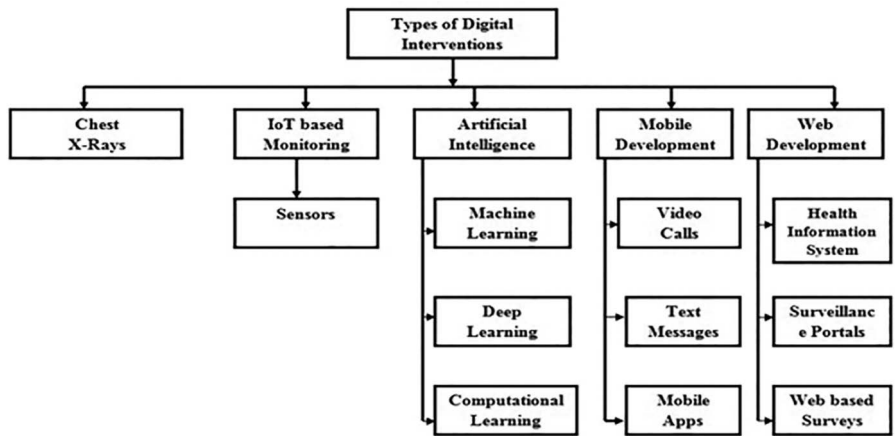 Types of Digital
Interventions
Chest
X-Rays
IoT based
Monitoring
Artificial
Intelligence
Mobile
Development
Web
Development
Sensors
Machine
Learning
Video
Calls
Health
Information
System
Deep
Learning
Text
Messages
Surveillanc
e Portals
Computational
Learning
Mobile
Apps
Web based
Surveys